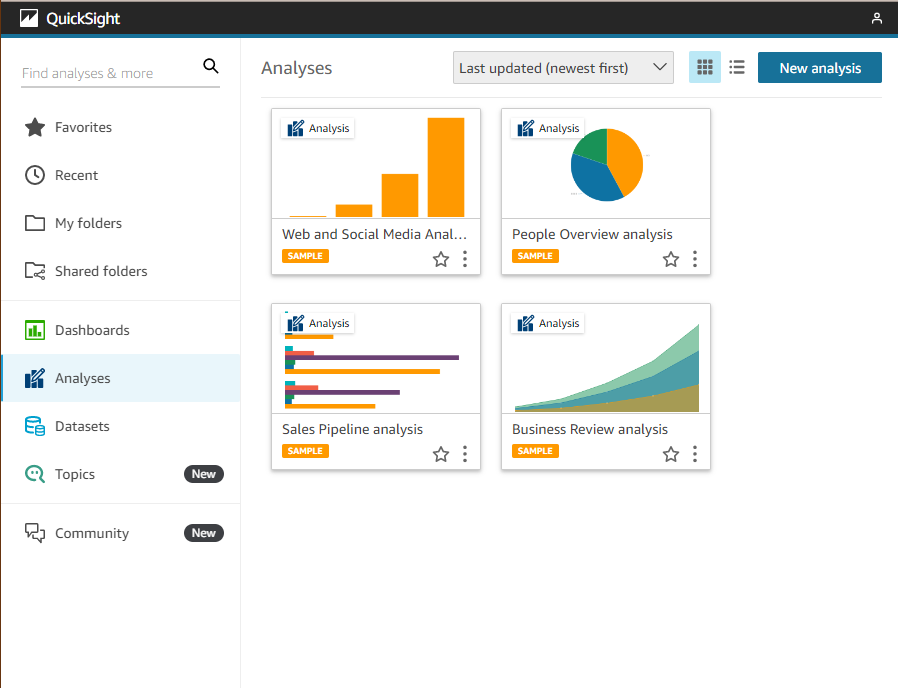 QuickSight
Find analyses & more
Favorites
Recent
My folders
Shared folders
Dashboards
Analyses
Datasets
Topics New
Community New
Analyses
Last updated (newest first)
New analysis
Analysis
Web and Social Media Anal...
SAMPLE
Analysis
People Overview analysis
SAMPLE
Analysis
Sales Pipeline analysis
SAMPLE
Analysis
Business Review analysis
SAMPLE